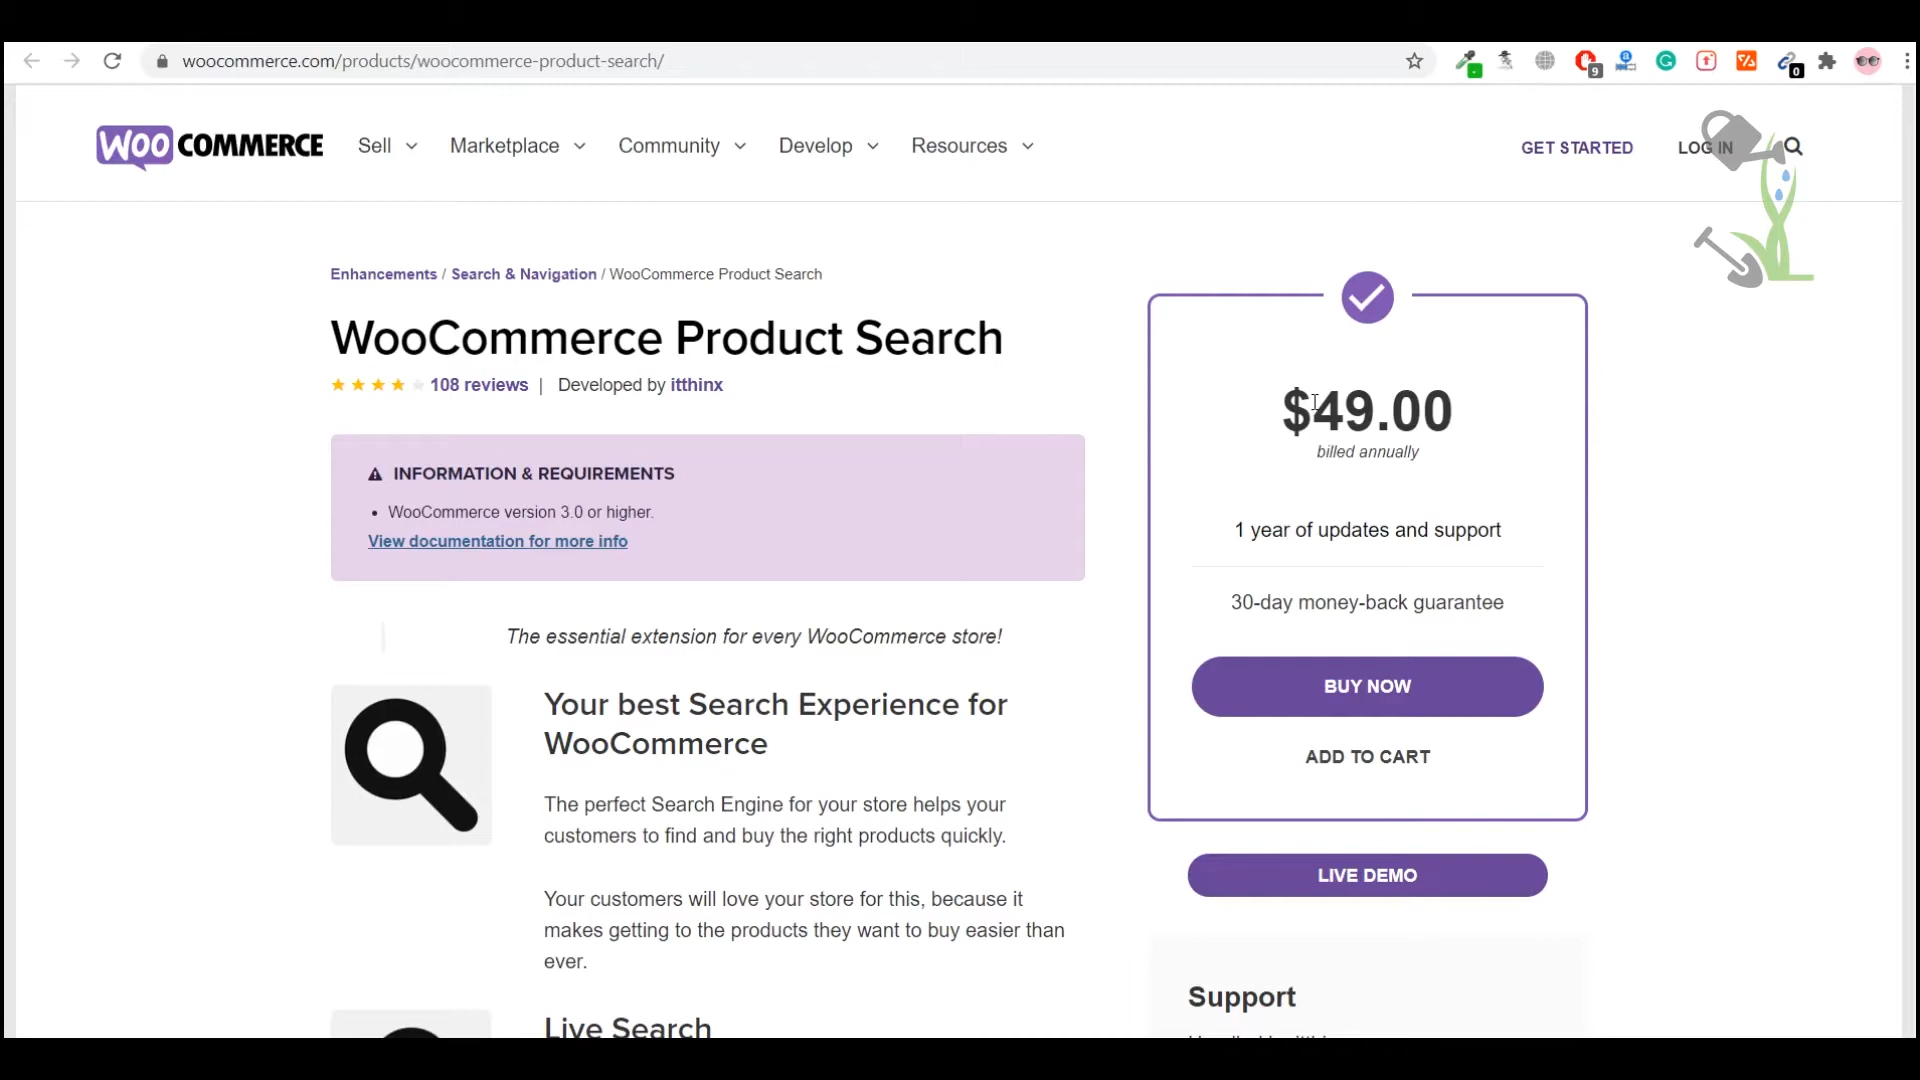 woocommerce.com/products/woocommerce-product-search/
9
0
WOOCOMMERCE
Sell
Marketplace
Community
Develop
Resources
GET STARTED
LOG IN
Enhancements / Search & Navigation / WooCommerce Product Search
WooCommerce Product Search
108 reviews | Developed by itthinx
INFORMATION & REQUIREMENTS
• WooCommerce version 3.0 or higher.
View documentation for more info
The essential extension for every WooCommerce store!
Your best Search Experience for
WooCommerce
The perfect Search Engine for your store helps your
customers to find and buy the right products quickly.
Your customers will love your store for this, because it
makes getting to the products they want to buy easier than
ever.
Live Search
$49.00
billed annually
1 year of updates and support
30-day money-back guarantee
BUY NOW
ADD TO CART
LIVE DEMO
Support